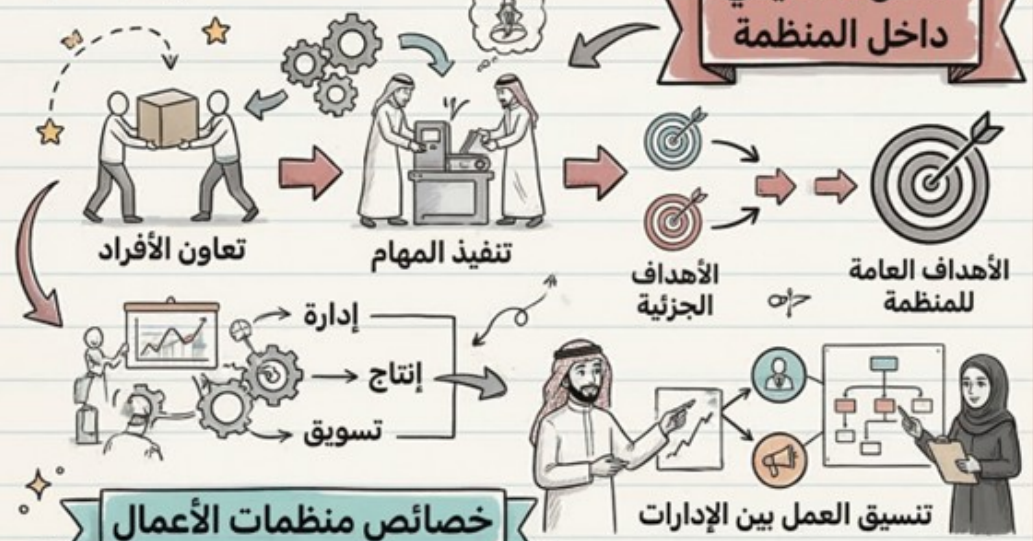 داخل المنظمة
تعاون الأفراد
تنفيذ المهام
الأهداف
الجزئية
الأهداف العامة
للمنظمة
إدارة
إنتاج
تسويق
تنسيق العمل بين الإدارات
خصائص منظمات الأعمال